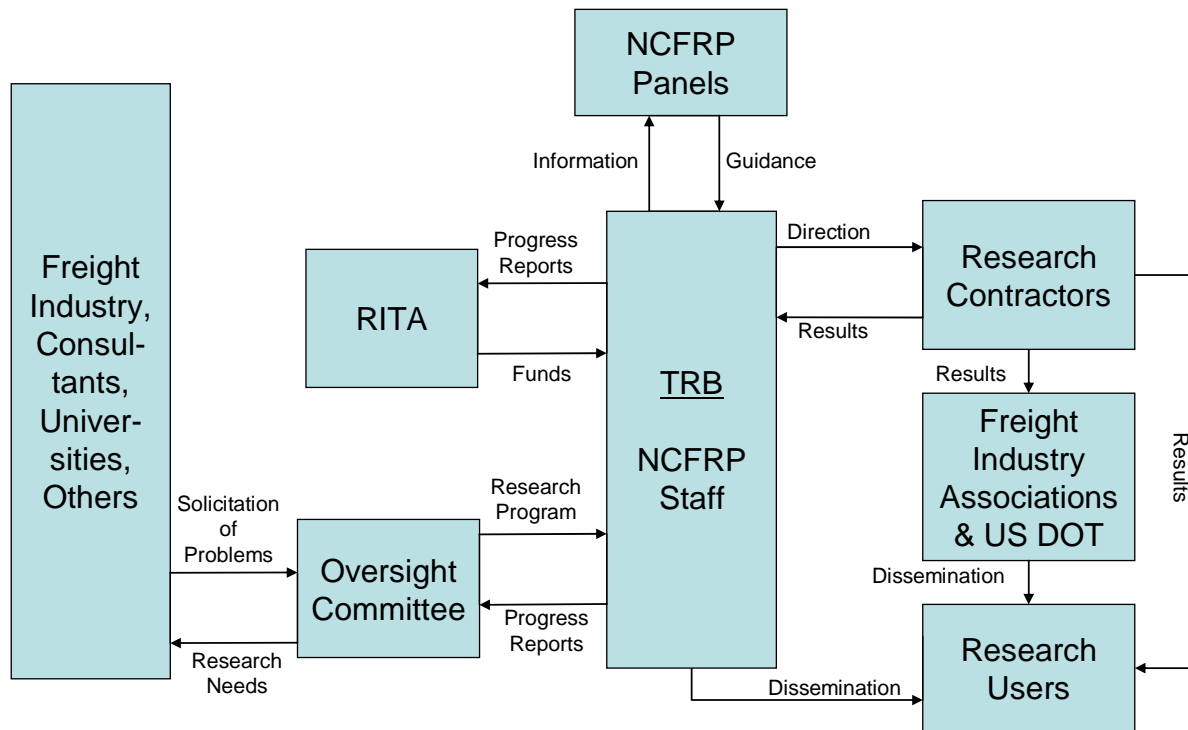 NCFRP
Panels
Information
Guidance
Freight
Industry,
Consul-
tants,
Univer-
sities,
Others
Progress
Reports
RITA
Funds
TRB
NCFRP
Staff
Direction
Results
Research
Contractors
Results
Results
Freight
Industry
Associations
& US DOT
Solicitation
of
Problems
Research
Needs
Oversight
Committee
Research
Program
Progress
Reports
Dissemination
Dissemination
Research
Users